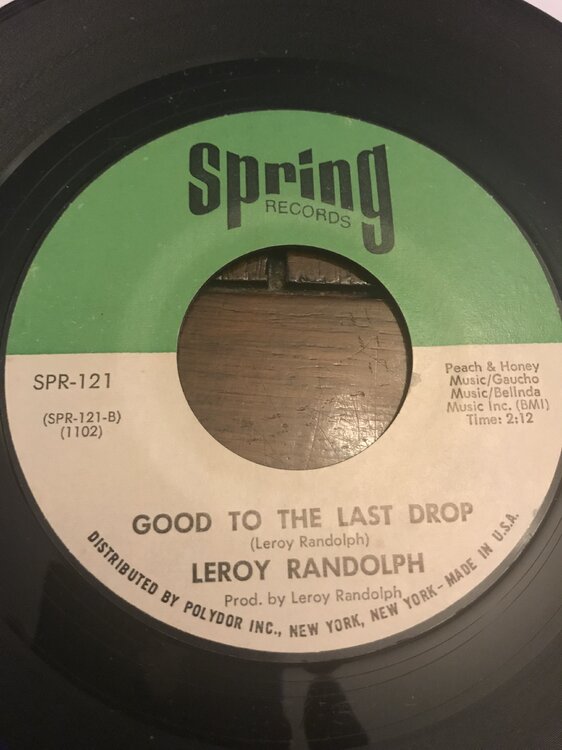 Spring
RECORDS
SPR-121
(SPR-121-B)
(1102)
Peach & Honey
Music/Gaucho
Music/Belinda
Music Inc. (BMI)
Time: 2:12
GOOD TO THE LAST DROP
(Leroy Randolph)
LEROY RANDOLPH
Prod. by Leroy Randolph
DISTRIBUTED BY POLYDOR INC., NEW YORK, NEW YORK - MADE IN U.S.A.